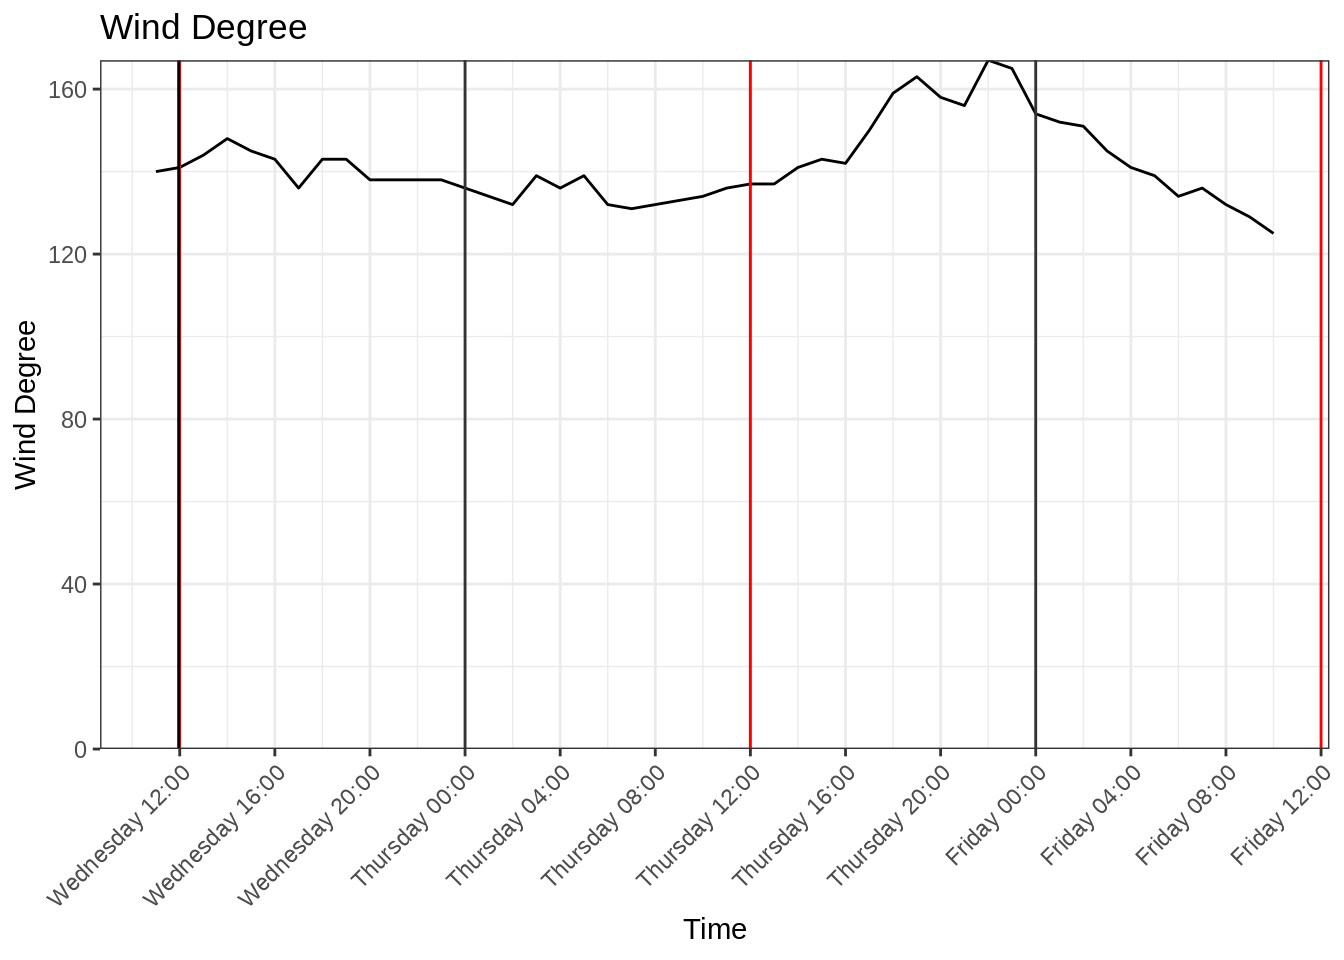 Wind Degree
Wind Degree
160
120
80
40
0
Wednesday 12:00
Wednesday 16:00
Wednesday 20:00
Thursday 00:00
Thursday 04:00
Thursday 08:00
Thursday 12:00
Thursday 16:00
Thursday 20:00
Friday 00:00
Friday 04:00
Friday 08:00
Friday 12:00
Time